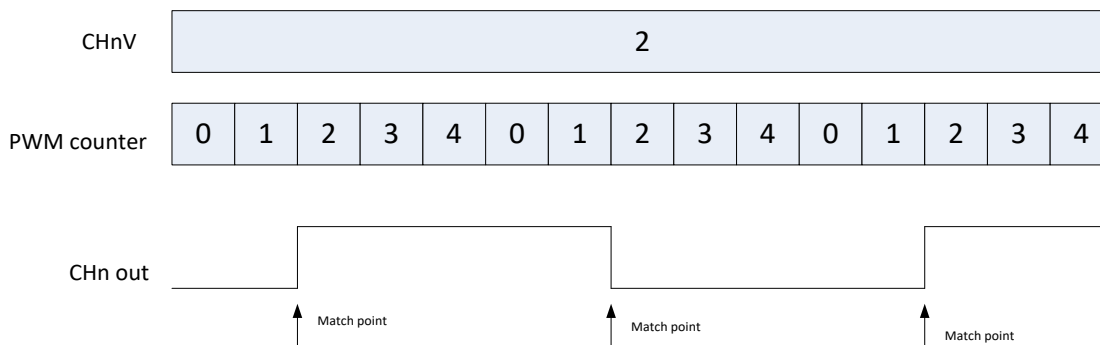 CHnV 2
PWM counter 0 1 2 3 4 0 1 2 3 4 0 1 2 3 4
CHn out
Match point Match point Match point